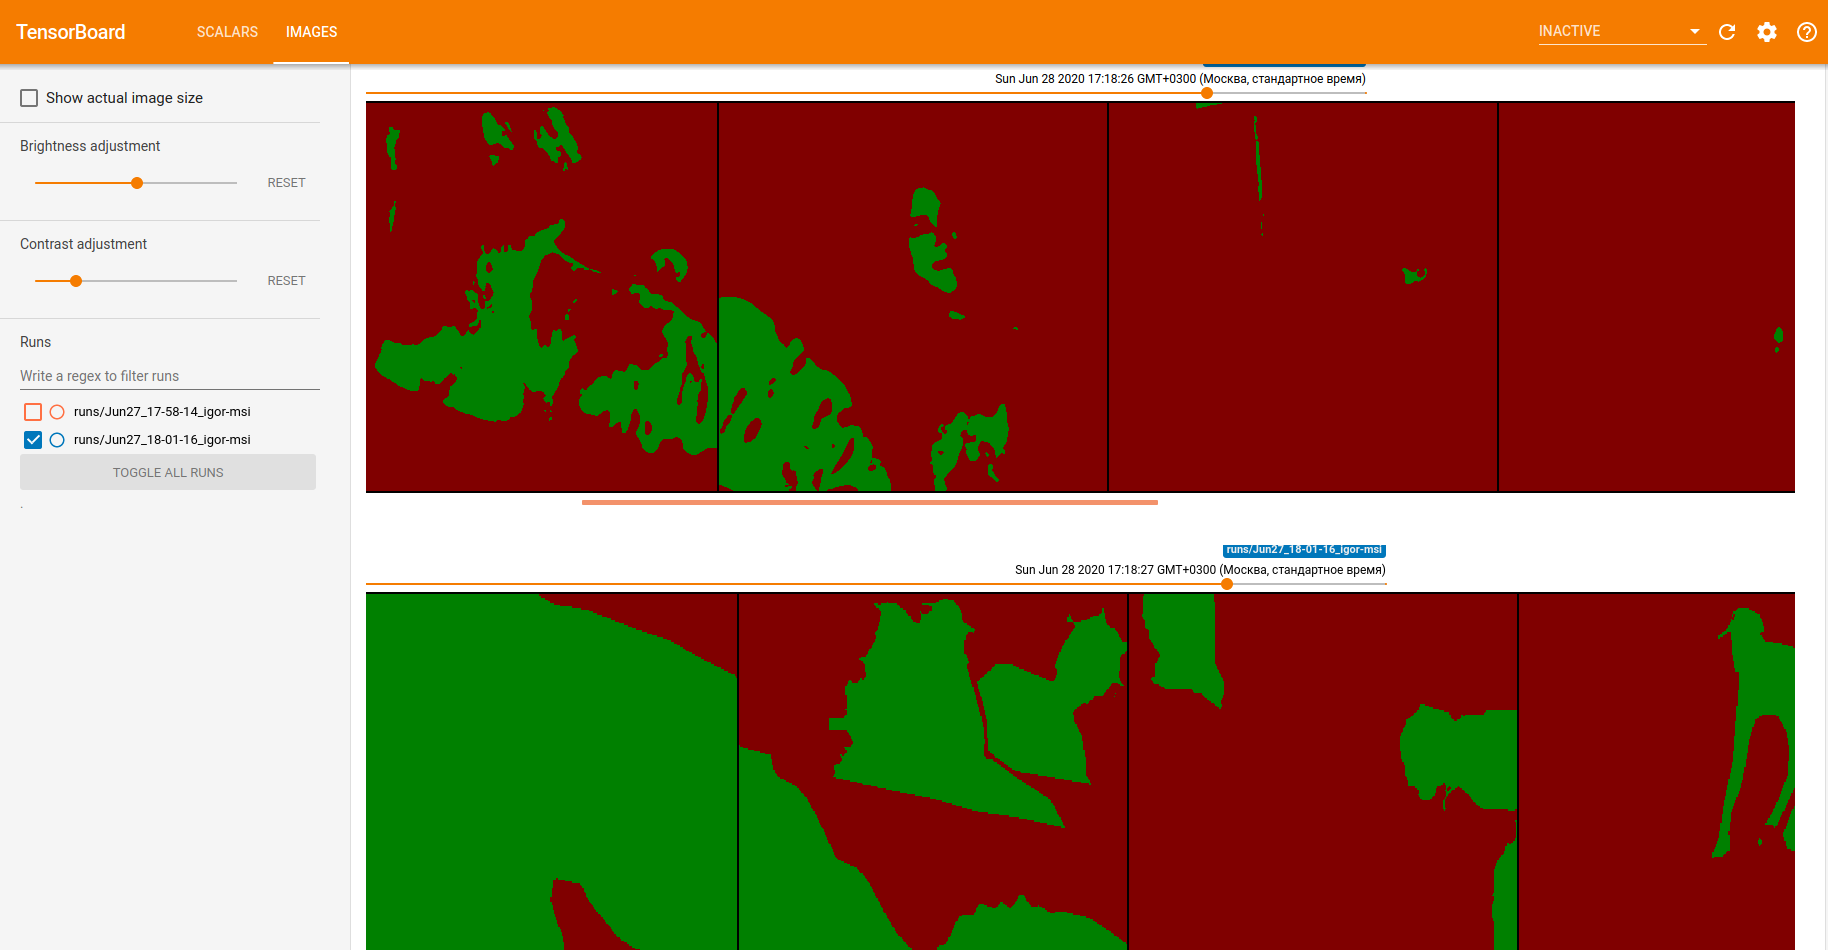 TensorBoard
SCALARS
IMAGES
INACTIVE
Show actual image size
Brightness adjustment
RESET
Contrast adjustment
RESET
Runs
Write a regex to filter runs
runs/Jun27_17-58-14_igor-msi
runs/Jun27_18-01-16_igor-msi
TOGGLE ALL RUNS
.
Sun Jun 28 2020 17:18:26 GMT+0300 (Москва, стандартное время)
runs/Jun27_18-01-16_igor-msi
Sun Jun 28 2020 17:18:27 GMT+0300 (Москва, стандартное время)